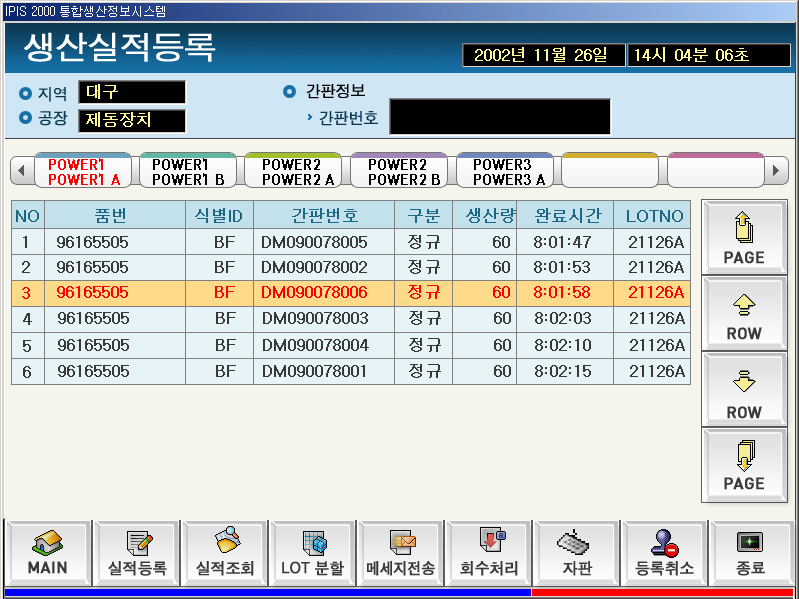 IPIS 2000 통합생산정보시스템
생산실적등록
2002년 11월 26일 14시 04분 06초
지역 대구
간판정보
공장 제동장치
간판번호
POWER1 POWER1 POWER2 POWER2 POWER3
POWER1 A POWER1 B POWER2 A POWER2 B POWER3 A
NO 품번 식별ID 간판번호 구분 생산량 완료시간 LOTNO
1 96165505 BF DM090078005 정규 60 8:01:47 21126A
2 96165505 BF DM090078002 정규 60 8:01:53 21126A
3 96165505 BF DM090078006 정규 60 8:01:58 21126A
4 96165505 BF DM090078003 정규 60 8:02:03 21126A
5 96165505 BF DM090078004 정규 60 8:02:10 21126A
6 96165505 BF DM090078001 정규 60 8:02:15 21126A
PAGE
ROW
ROW
PAGE
MAIN 실적등록 실적조회 LOT 분할 메세지전송 회수처리 자판 등록취소 종료